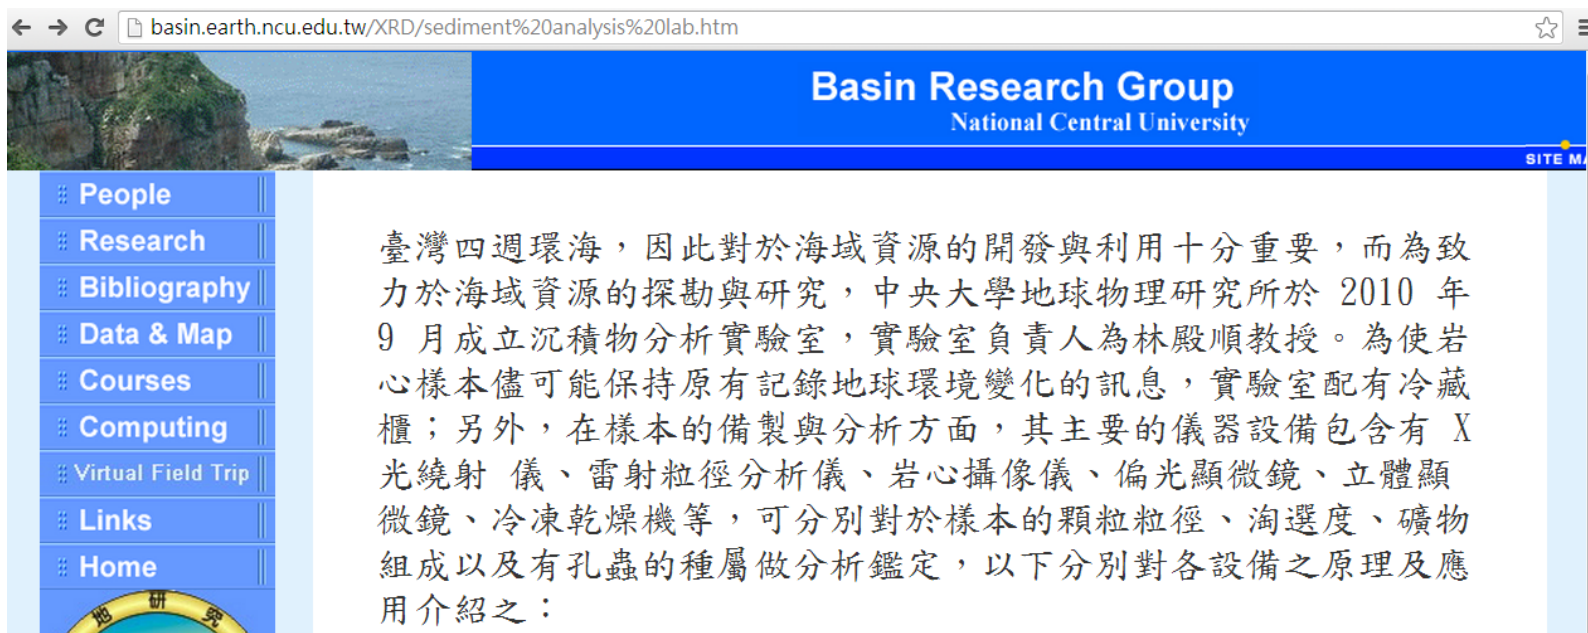 basin.earth.ncu.edu.tw/XRD/sediment%20analysis%20lab.htm
Basin Research Group
National Central University
SITE MA
People
Research
Bibliography
Data & Map
Courses
Computing
Virtual Field Trip
Links
Home
地研究
臺灣四週環海，因此對於海域資源的開發與利用十分重要，而為致
力於海域資源的探勘與研究，中央大學地球物理研究所於 2010 年
9 月成立沉積物分析實驗室，實驗室負責人為林殿順教授。為使岩
心樣本儘可能保持原有記錄地球環境變化的訊息，實驗室配有冷藏
櫃；另外，在樣本的備製與分析方面，其主要的儀器設備包含有 X
光繞射 儀、雷射粒徑分析儀、岩心攝像儀、偏光顯微鏡、立體顯
微鏡、冷凍乾燥機等，可分別對於樣本的顆粒粒徑、淘選度、礦物
組成以及有孔蟲的種屬做分析鑑定，以下分別對各設備之原理及應
用介紹之：